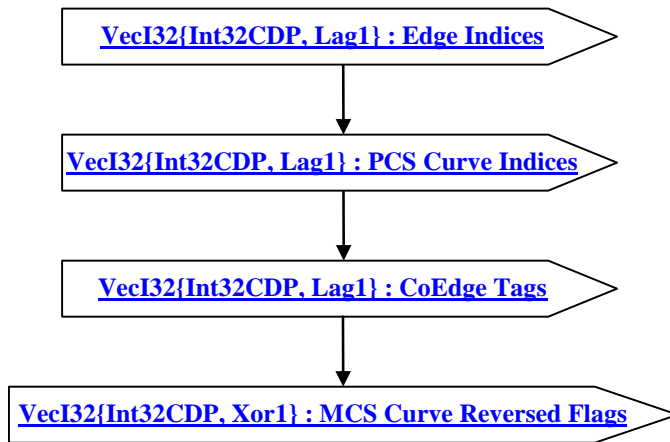 VecI32{Int32CDP, Lag1} : Edge Indices
VecI32{Int32CDP, Lag1} : PCS Curve Indices
VecI32{Int32CDP, Lag1} : CoEdge Tags
VecI32{Int32CDP, Xor1} : MCS Curve Reversed Flags